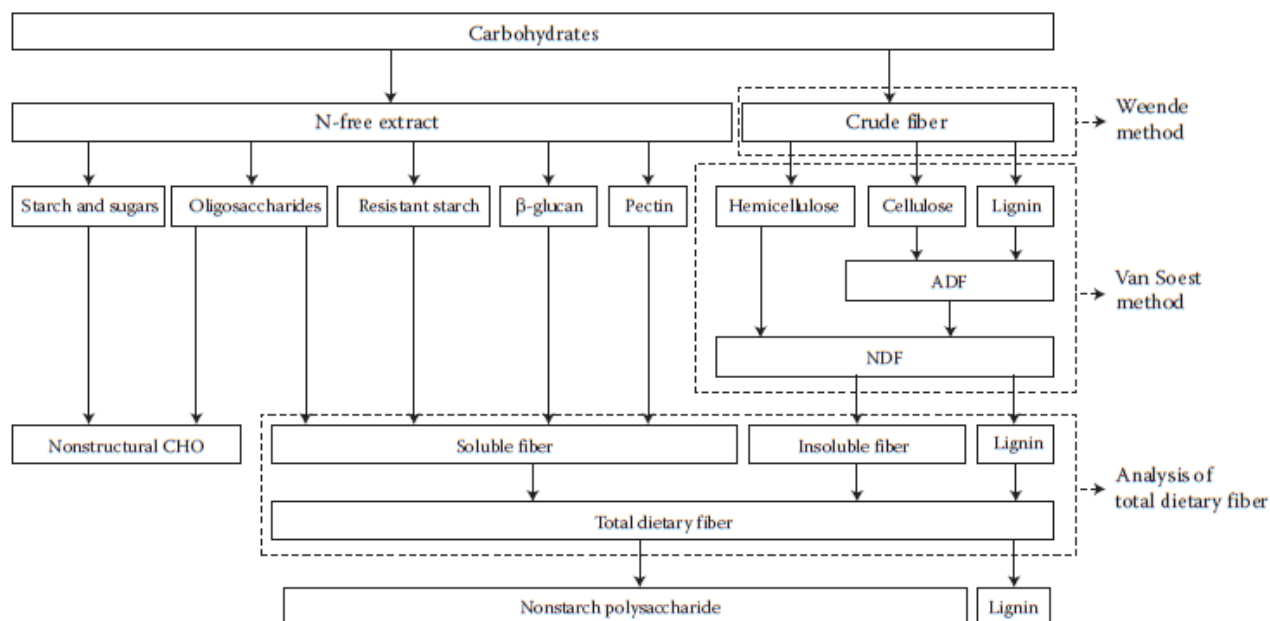 Carbohydrates
N-free extract
Crude fiber
Weende
method
Starch and sugars
Oligosaccharides
Resistant starch
β-glucan
Pectin
Hemicellulose
Cellulose
Lignin
ADF
Van Soest
method
NDF
Nonstructural CHO
Soluble fiber
Insoluble fiber
Lignin
Analysis of
total dietary fiber
Total dietary fiber
Nonstarch polysaccharide
Lignin